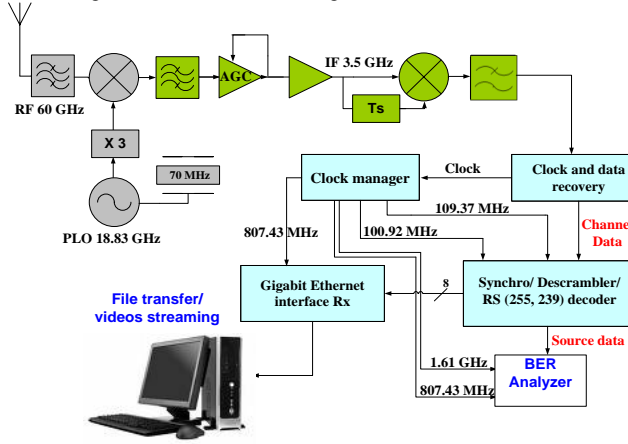 AGC
IF 3.5 GHz
RF 60 GHz
Ts
X 3
70 MHz
PLO 18.83 GHz
Clock manager
Clock
Clock and data
recovery
807.43 MHz
100.92 MHz
109.37 MHz
Channe
Data
Gigabit Ethernet
interface Rx
8
Synchro/ Descrambler/
RS (255, 239) decoder
File transfer/
videos streaming
Source data
1.61 GHz
807.43 MHz
BER
Analyzer